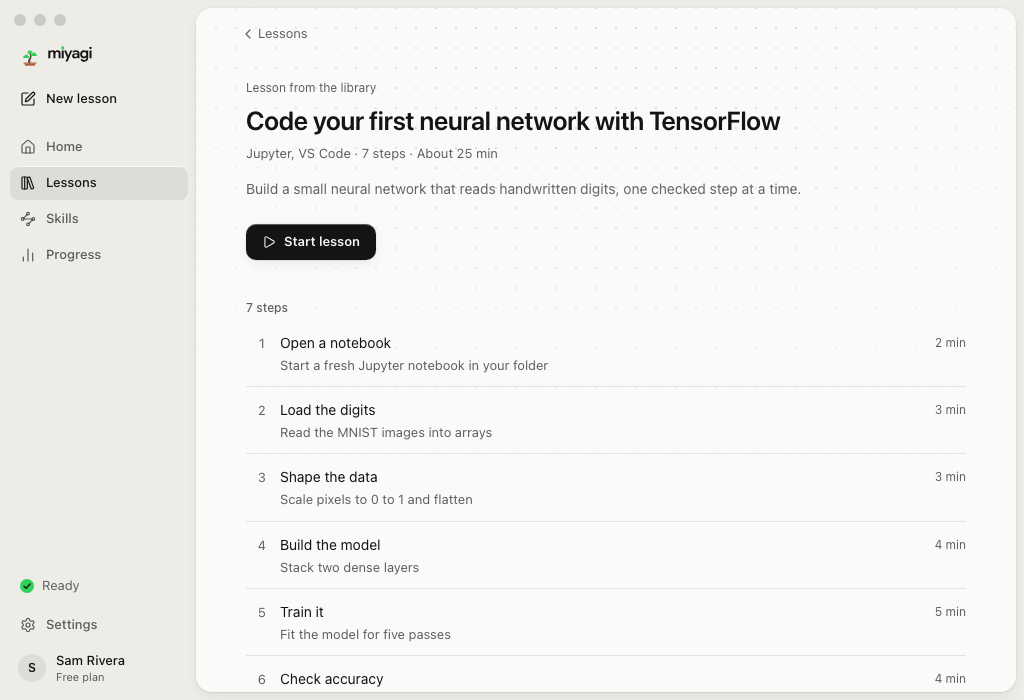 miyagi
New lesson
Home
Lessons
Skills
Progress
Ready
Settings
S
Sam Rivera
Free plan
Lessons
Lesson from the library
Code your first neural network with TensorFlow
Jupyter, VS Code · 7 steps · About 25 min
Build a small neural network that reads handwritten digits, one checked step at a time.
Start lesson
7 steps
1 Open a notebook 2 min
Start a fresh Jupyter notebook in your folder
2 Load the digits 3 min
Read the MNIST images into arrays
3 Shape the data 3 min
Scale pixels to 0 to 1 and flatten
4 Build the model 4 min
Stack two dense layers
5 Train it 5 min
Fit the model for five passes
6 Check accuracy 4 min